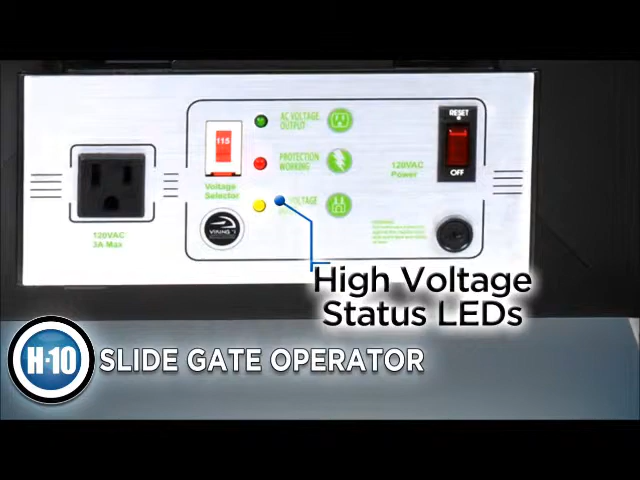 AC VOLTAGE
OUTPUT
RESET
115
PROTECTION
WORKING
120VAC
Power
OFF
Voltage
Selector
VOLTAGE
VIKING
120VAC
3A Max
High Voltage
Status LEDs
H-10
SLIDE GATE OPERATOR